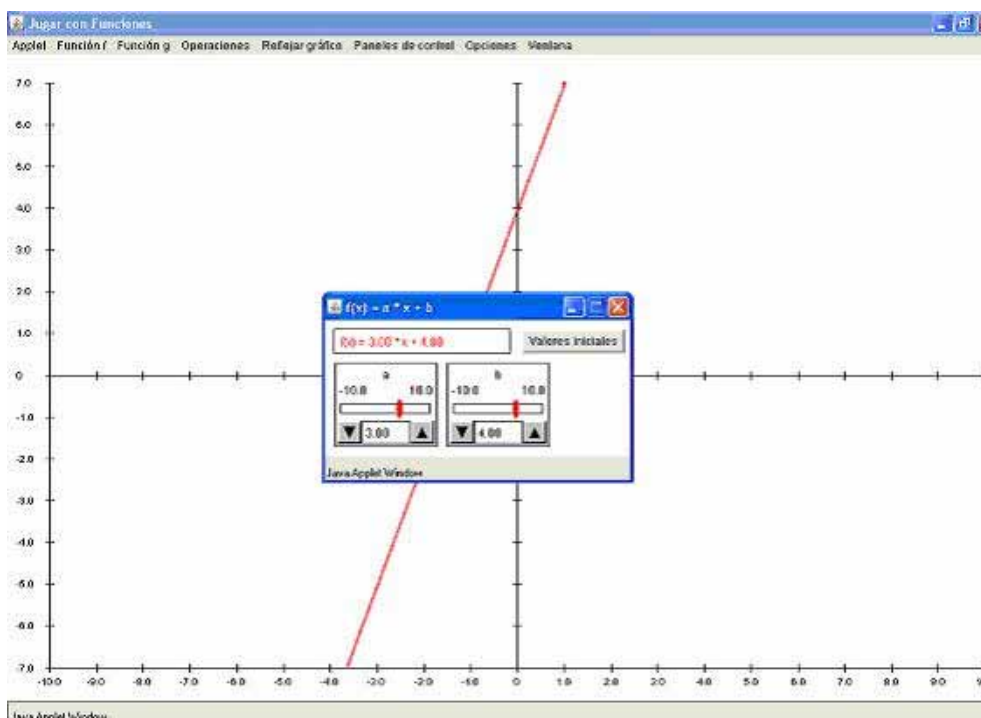 Jugar con Funciones
Applet Función f Función g Operaciones Reflejar gráfico Paneles de control Opciones Ventana
7.0
6.0
5.0
4.0
3.0
2.0
1.0
0
-1.0
-2.0
-3.0
-4.0
-5.0
-6.0
-7.0
f(x) = a * x + b
f(x) = 3.00 * x + 4.00 Valores iniciales
a b
-10.0 10.0 -10.0 10.0
3.00 4.00
Java Applet Window
-10.0 -9.0 -8.0 -7.0 -6.0 -5.0 -4.0 -3.0 -2.0 -1.0 0 1.0 2.0 3.0 4.0 5.0 6.0 7.0 8.0 9.0
Java Applet Window